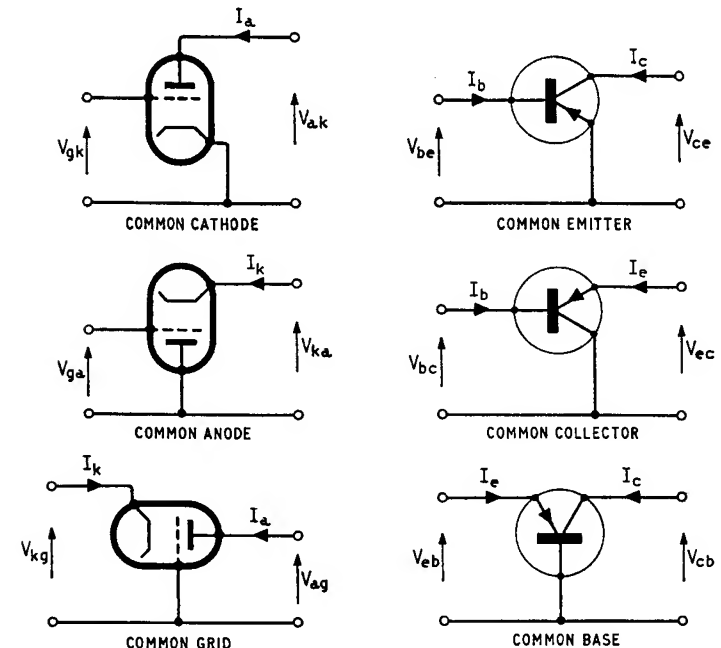 Ia
Vgk
Vak
COMMON CATHODE
Ib
Ic
Vbe
Vce
COMMON EMITTER
Ik
Vga
Vka
COMMON ANODE
Ib
Ie
Vbc
Vec
COMMON COLLECTOR
Ik
Ia
Vkg
Vag
COMMON GRID
Ie
Ic
Veb
Vcb
COMMON BASE